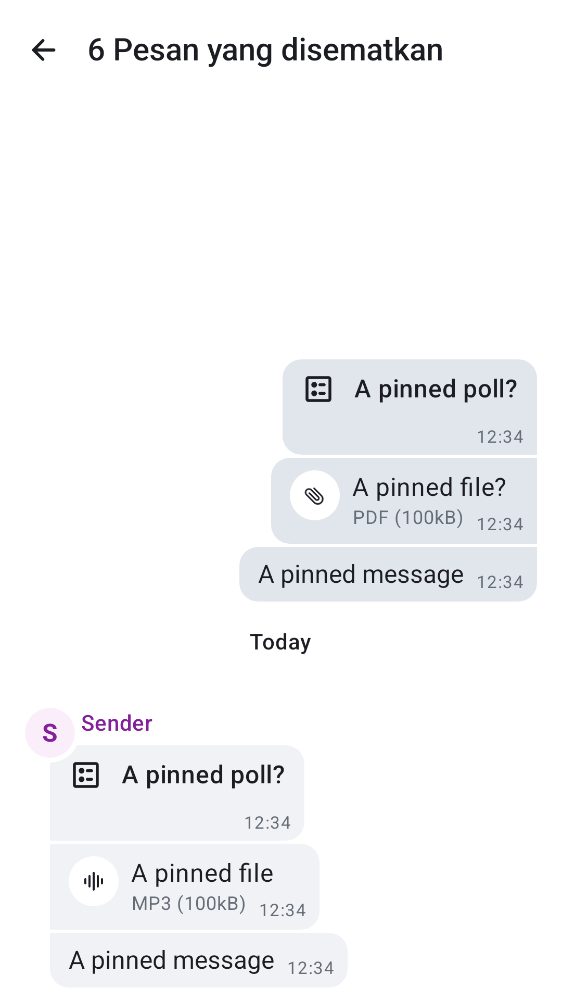 6 Pesan yang disematkan
A pinned poll?
12:34
A pinned file?
PDF (100kB) 12:34
A pinned message 12:34
Today
S Sender
A pinned poll?
12:34
A pinned file
MP3 (100kB) 12:34
A pinned message 12:34